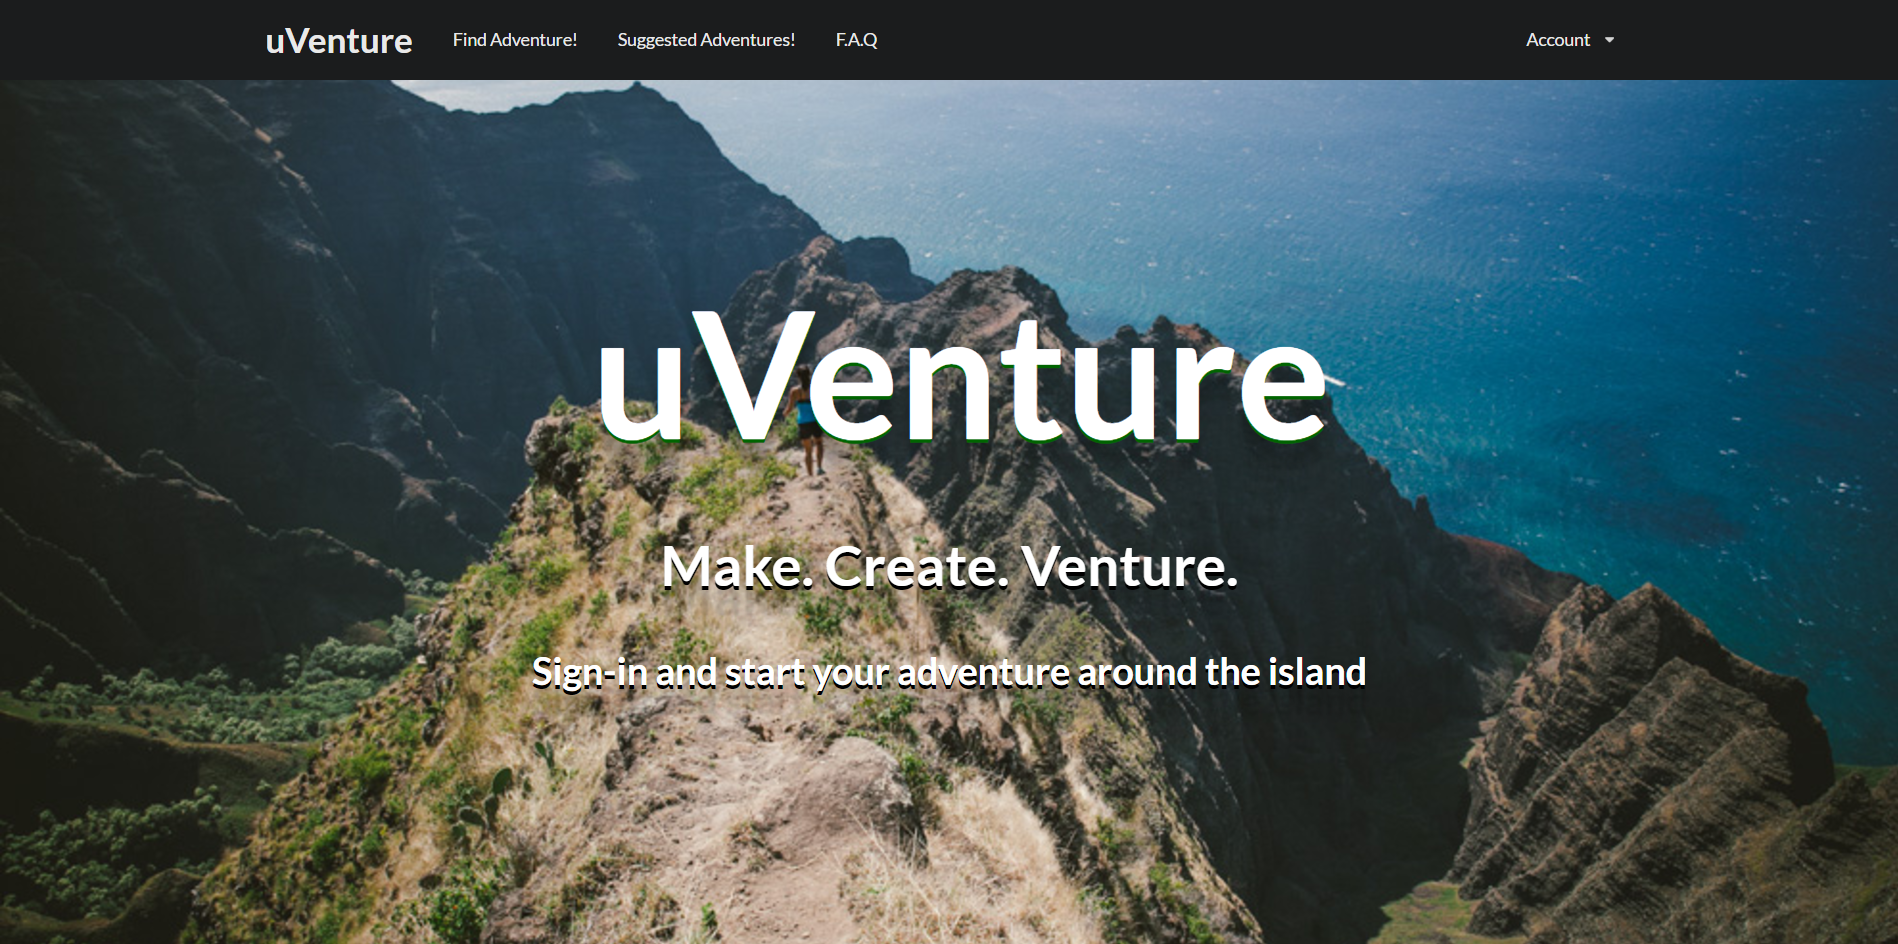 uVenture
Find Adventure!
Suggested Adventures!
F.A.Q
Account
uVenture
Make. Create. Venture.
Sign-in and start your adventure around the island